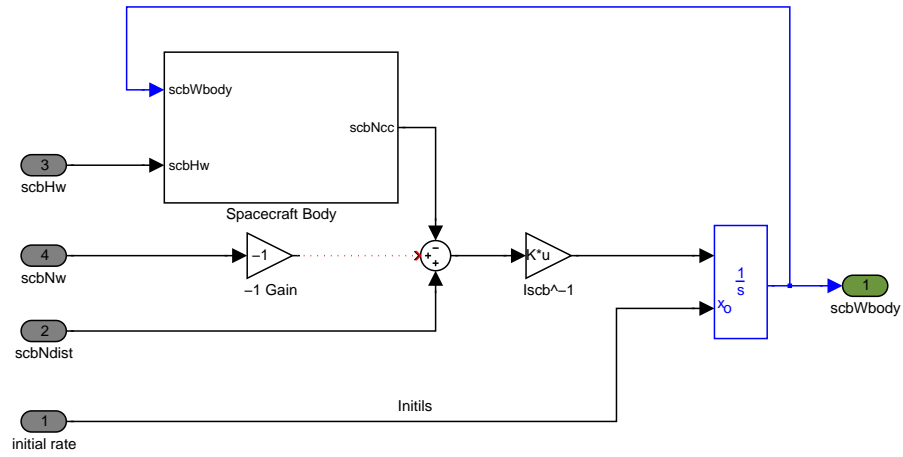 scbWbody
scbNcc
3
scbHw
scbHw
Spacecraft Body
4
scbNw
−1
−1 Gain
−
+
+
K*u
Iscb^−1
1
s
xo
1
scbWbody
2
scbNdist
Initils
1
initial rate